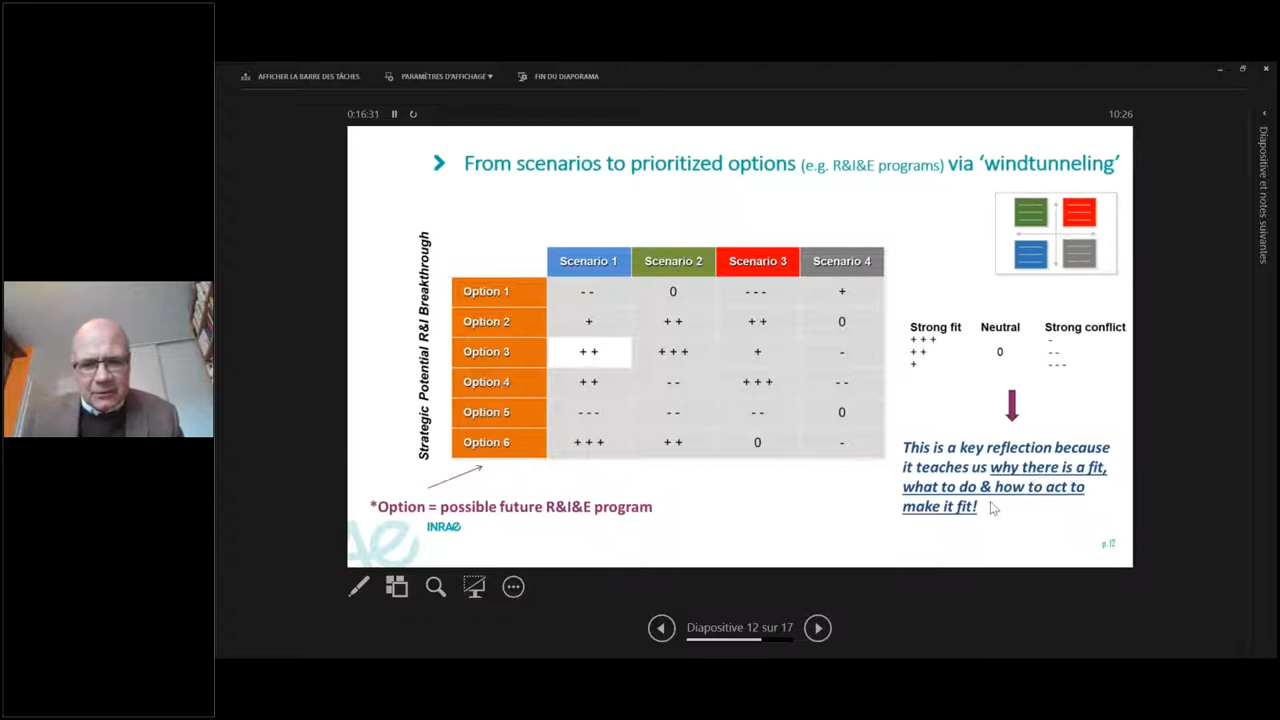 AFFICHER LA BARRE DES TÂCHES
PARAMÈTRES D'AFFICHAGE ▾
FIN DU DIAPORAMA
0:16:31
10:26
Diapositive et notes suivantes
From scenarios to prioritized options (e.g. R&I&E programs) via ‘windtunneling’
Strategic Potential R&I Breakthrough
Scenario 1 Scenario 2 Scenario 3 Scenario 4
Option 1 - - 0 - - - +
Option 2 + + + + + 0
Option 3 + + + + + + -
Option 4 + + - - + + + - -
Option 5 - - - - - - - 0
Option 6 + + + + + 0 -
Strong fit Neutral Strong conflict
+ + + -
+ + 0 - -
+ - - -
This is a key reflection because
it teaches us why there is a fit,
what to do & how to act to
make it fit!
*Option = possible future R&I&E program
INRAE
p. 12
Diapositive 12 sur 17